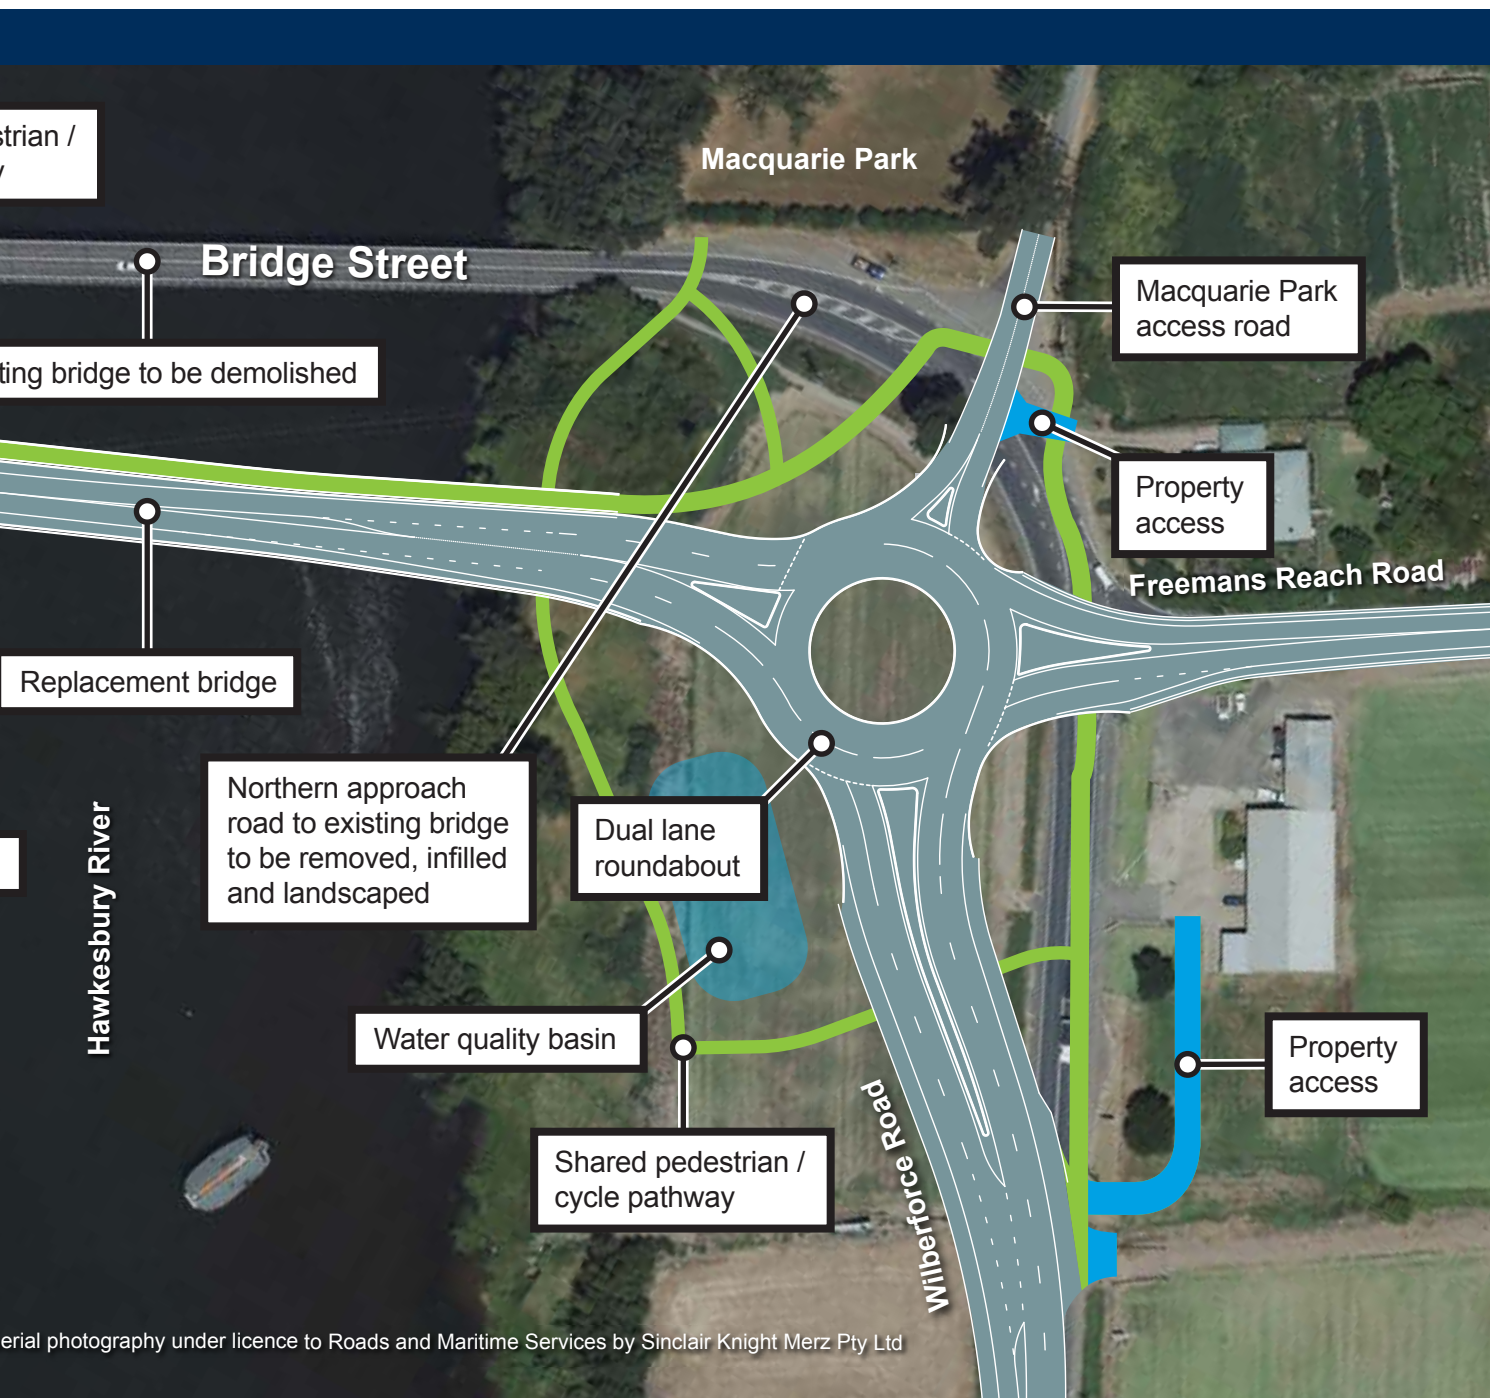 Macquarie Park
strian /
Bridge Street
Macquarie Park
access road
ting bridge to be demolished
Property
access
Freemans Reach Road
Replacement bridge
Northern approach
road to existing bridge
to be removed, infilled
and landscaped
Dual lane
roundabout
Hawkesbury River
Water quality basin
Property
access
Shared pedestrian /
cycle pathway
Wilberforce Road
erial photography under licence to Roads and Maritime Services by Sinclair Knight Merz Pty Ltd